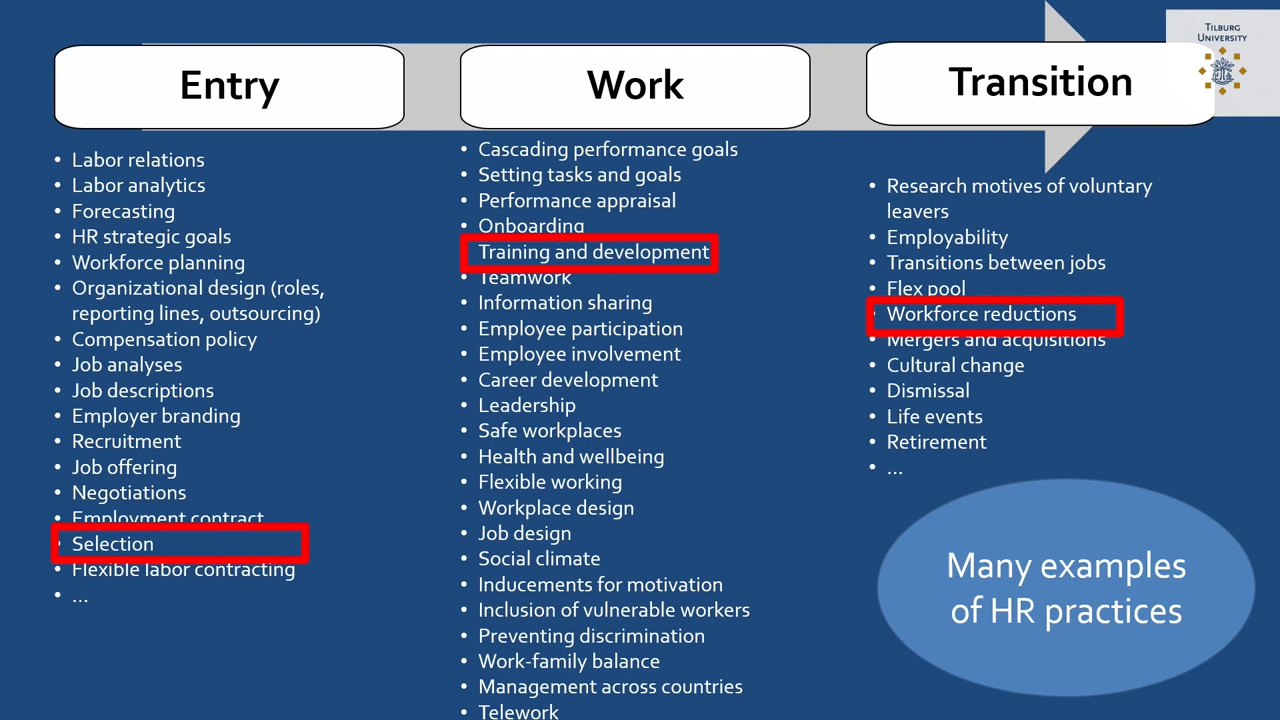 TILBURG
UNIVERSITY
Entry
Work
Transition
• Labor relations
• Labor analytics
• Forecasting
• HR strategic goals
• Workforce planning
• Organizational design (roles,
reporting lines, outsourcing)
• Compensation policy
• Job analyses
• Job descriptions
• Employer branding
• Recruitment
• Job offering
• Negotiations
• Employment contract
• Selection
• Flexible labor contracting
• ...
• Cascading performance goals
• Setting tasks and goals
• Performance appraisal
• Onboarding
Training and development
• Teamwork
• Information sharing
• Employee participation
• Employee involvement
• Career development
• Leadership
• Safe workplaces
• Health and wellbeing
• Flexible working
• Workplace design
• Job design
• Social climate
• Inducements for motivation
• Inclusion of vulnerable workers
• Preventing discrimination
• Work-family balance
• Management across countries
• Telework
• Research motives of voluntary
leavers
• Employability
• Transitions between jobs
• Flex pool
• Workforce reductions
• Mergers and acquisitions
• Cultural change
• Dismissal
• Life events
• Retirement
• ...
Many examples
of HR practices